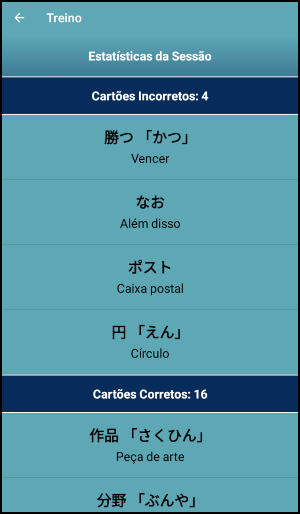 Treino
Estatísticas da Sessão
Cartões Incorretos: 4
勝つ 「かつ」
Vencer
なお
Além disso
ポスト
Caixa postal
円 「えん」
Círculo
Cartões Corretos: 16
作品 「さくひん」
Peça de arte
分野 「ぶんや」